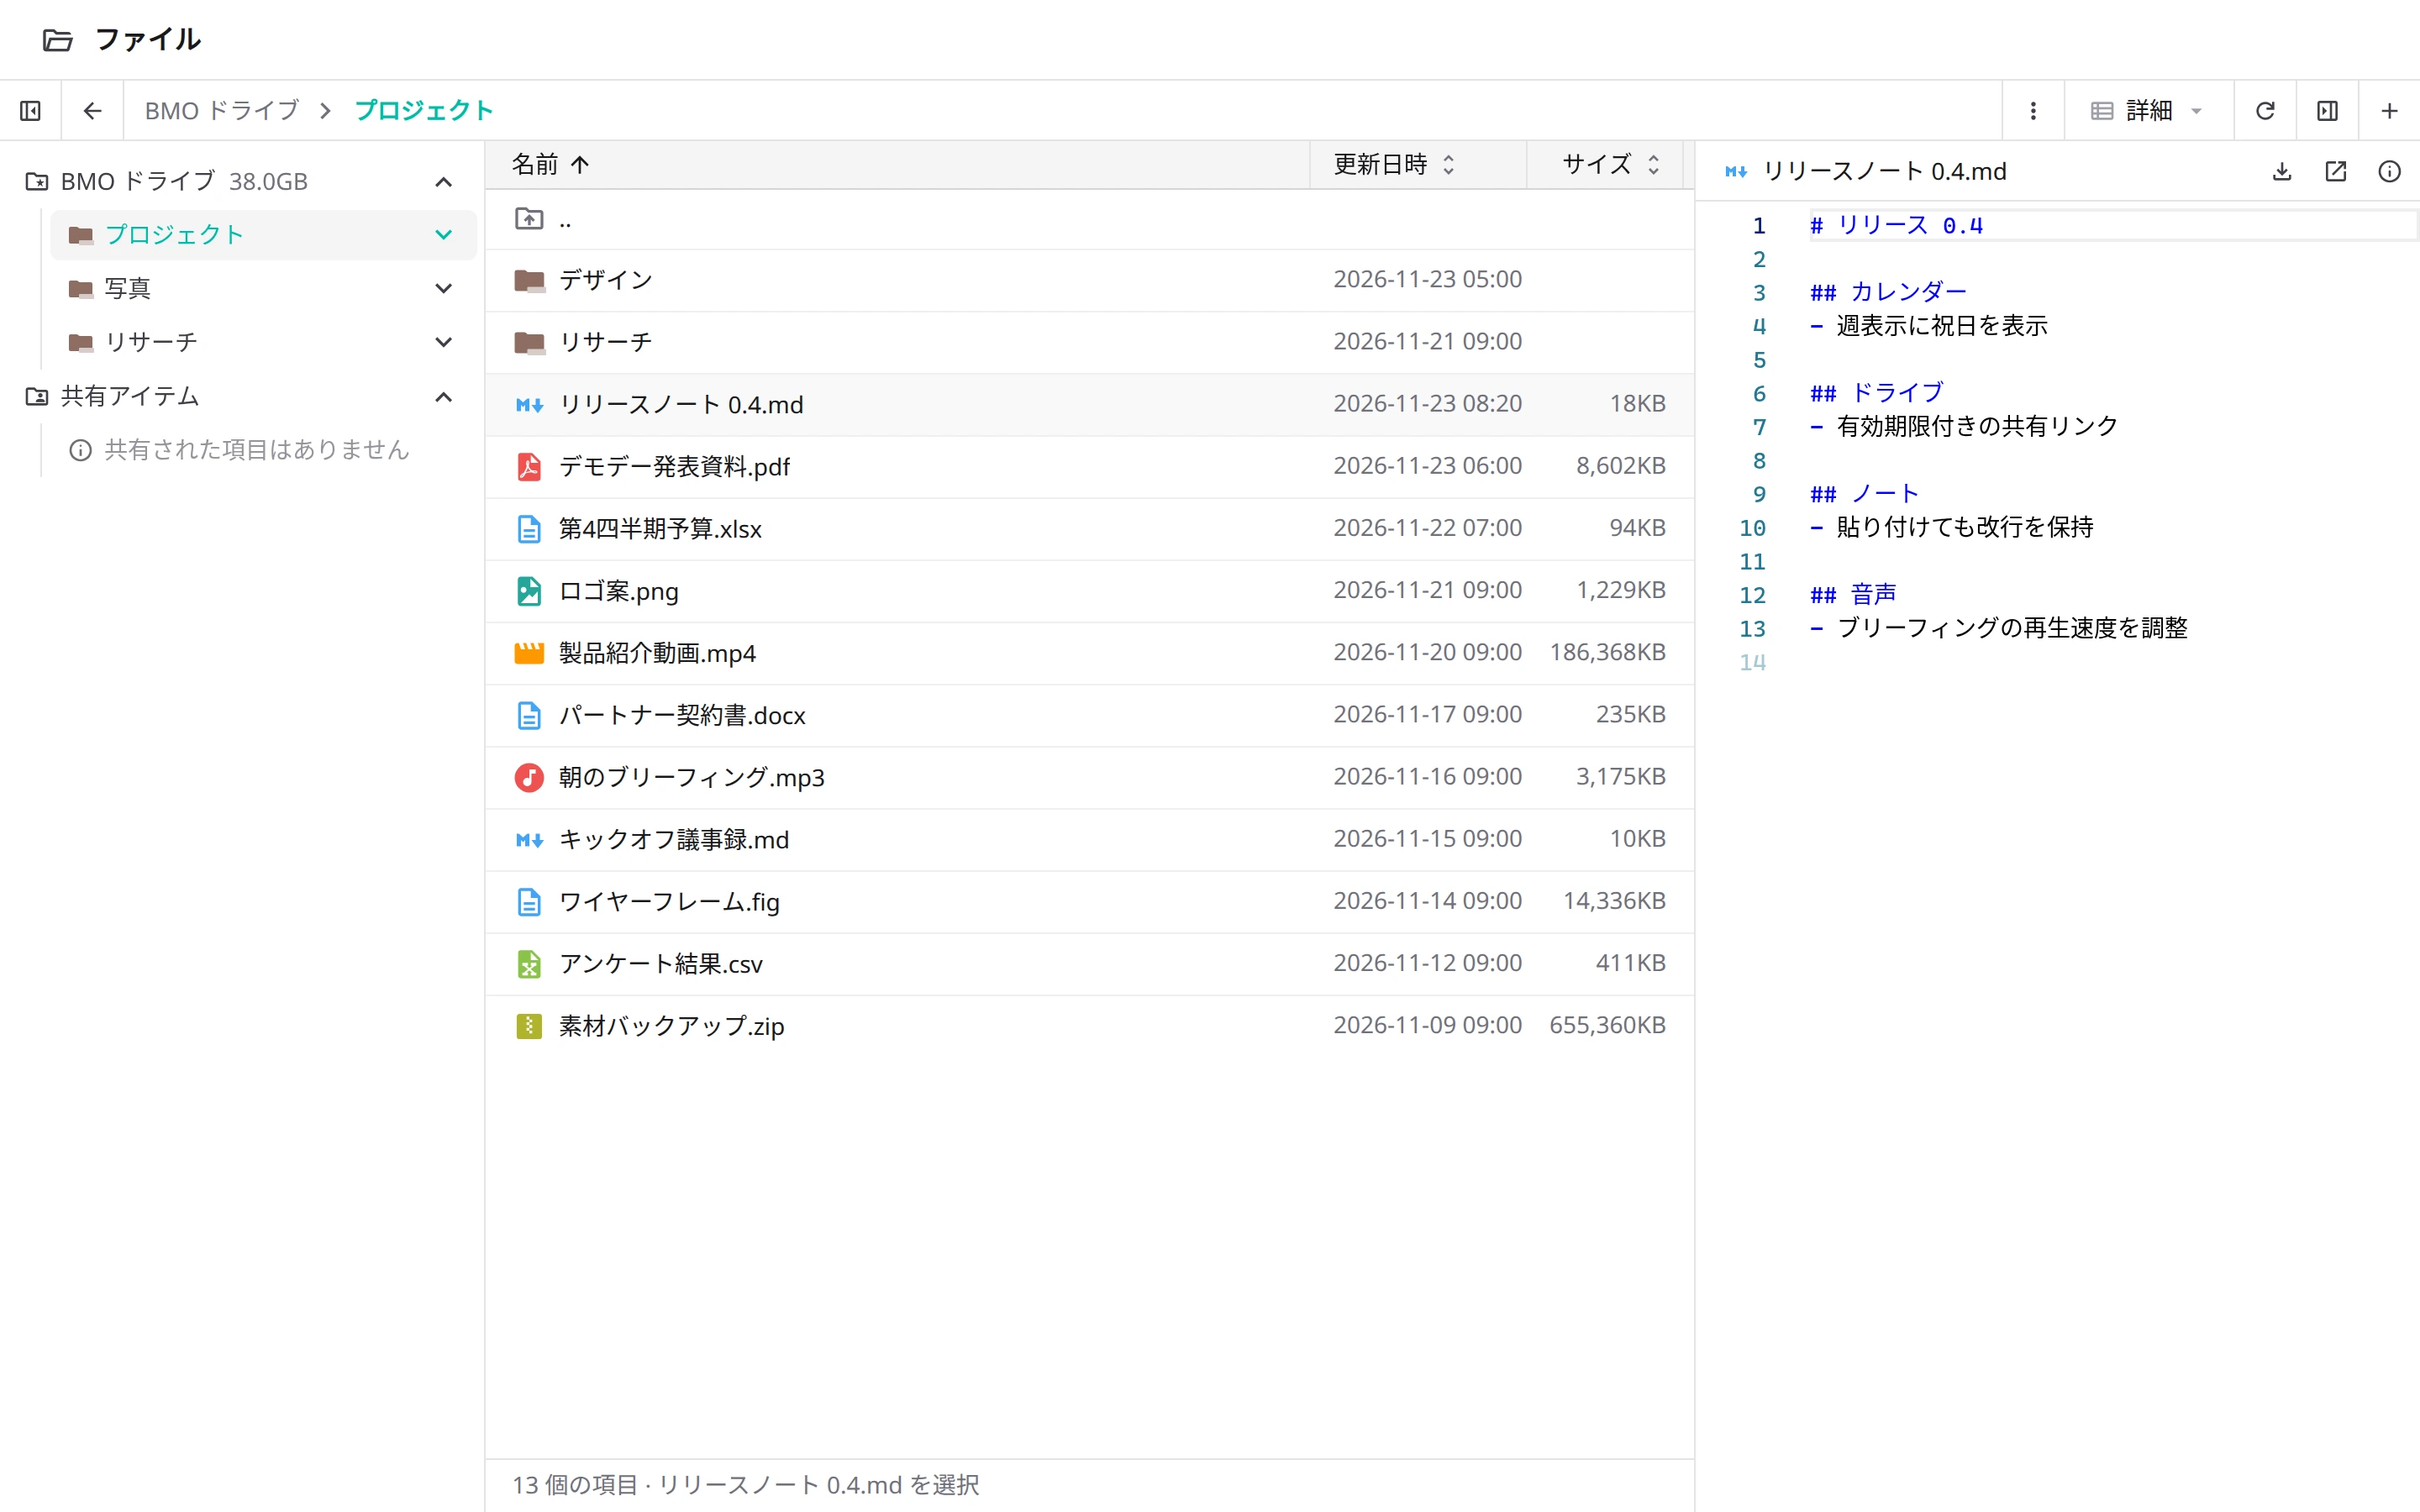 ファイル
BMO ドライブ
プロジェクト
詳細
BMO ドライブ 38.0GB
プロジェクト
写真
リサーチ
共有アイテム
共有された項目はありません
名前 更新日時 サイズ
..
デザイン 2026-11-23 05:00
リサーチ 2026-11-21 09:00
リリースノート 0.4.md 2026-11-23 08:20 18KB
デモデー発表資料.pdf 2026-11-23 06:00 8,602KB
第4四半期予算.xlsx 2026-11-22 07:00 94KB
ロゴ案.png 2026-11-21 09:00 1,229KB
製品紹介動画.mp4 2026-11-20 09:00 186,368KB
パートナー契約書.docx 2026-11-17 09:00 235KB
朝のブリーフィング.mp3 2026-11-16 09:00 3,175KB
キックオフ議事録.md 2026-11-15 09:00 10KB
ワイヤーフレーム.fig 2026-11-14 09:00 14,336KB
アンケート結果.csv 2026-11-12 09:00 411KB
素材バックアップ.zip 2026-11-09 09:00 655,360KB
13 個の項目 · リリースノート 0.4.md を選択
リリースノート 0.4.md
1 # リリース 0.4
2
3 ## カレンダー
4 - 週表示に祝日を表示
5
6 ## ドライブ
7 - 有効期限付きの共有リンク
8
9 ## ノート
10 - 貼り付けても改行を保持
11
12 ## 音声
13 - ブリーフィングの再生速度を調整
14